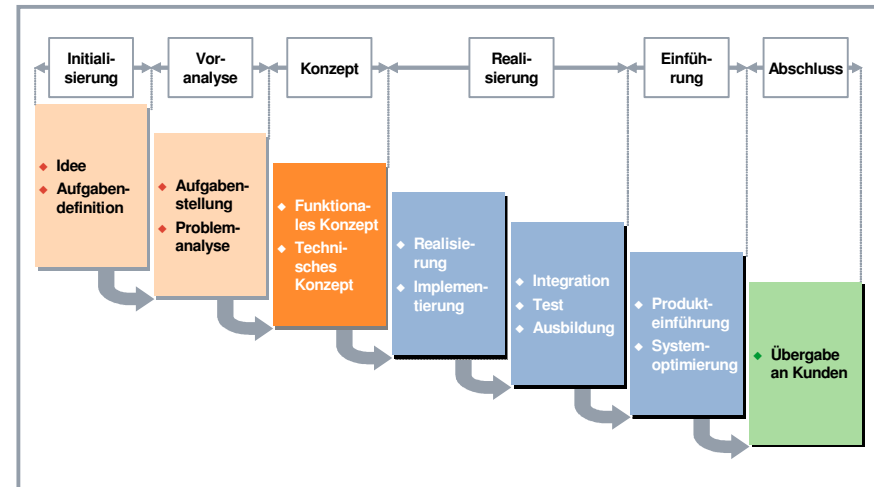 Initiali-
sierung
Vor-
analyse
Konzept
Reali-
sierung
Einfüh-
rung
Abschluss
Idee
Aufgaben-
definition
Aufgaben-
stellung
Problem-
analyse
Funktiona-
les Konzept
Techni-
sches
Konzept
Realisie-
rung
Implemen-
tierung
Integration
Test
Ausbildung
Produkt-
einführung
System-
optimierung
Übergabe
an Kunden